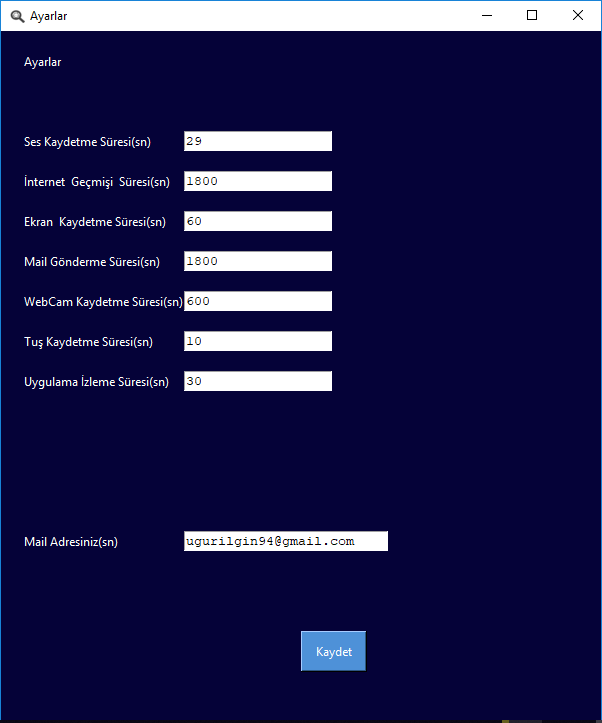 Ayarlar
Ayarlar
Ses Kaydetme Süresi(sn) 29
İnternet Geçmişi Süresi(sn) 1800
Ekran Kaydetme Süresi(sn) 60
Mail Gönderme Süresi(sn) 1800
WebCam Kaydetme Süresi(sn) 600
Tuş Kaydetme Süresi(sn) 10
Uygulama İzleme Süresi(sn) 30
Mail Adresiniz(sn) ugurilgin94@gmail.com
Kaydet